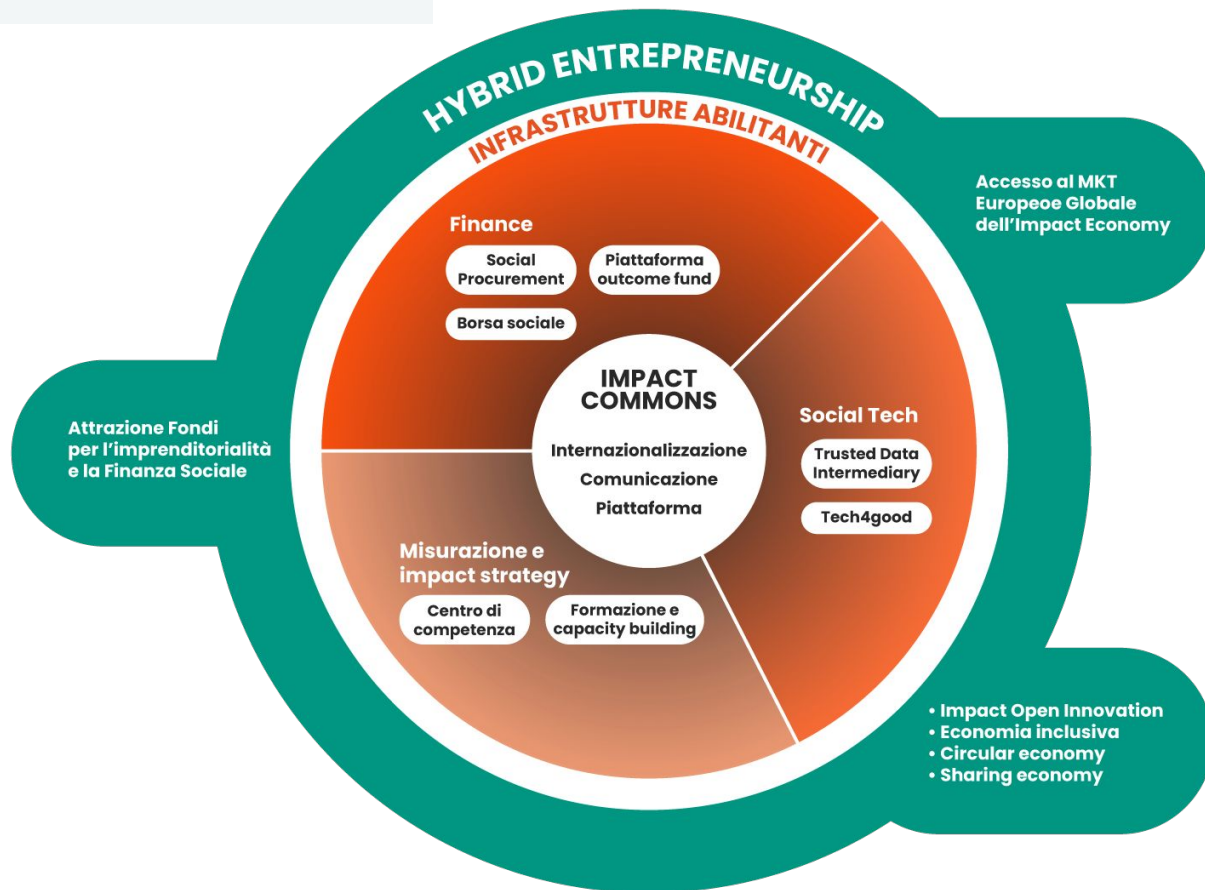 HYBRID ENTREPRENEURSHIP
INFRASTRUTTURE ABILITANTI
Accesso al MKT
Europeoe Globale
dell'Impact Economy
Finance
Social
Procurement
Piattaforma
outcome fund
Borsa sociale
IMPACT
COMMONS
Internazionalizzazione
Comunicazione
Piattaforma
Social Tech
Trusted Data
Intermediary
Tech4good
Attrazione Fondi
per l'imprenditorialità
e la Finanza Sociale
Misurazione e
impact strategy
Centro di
competenza
Formazione e
capacity building
• Impact Open Innovation
• Economia inclusiva
• Circular economy
• Sharing economy